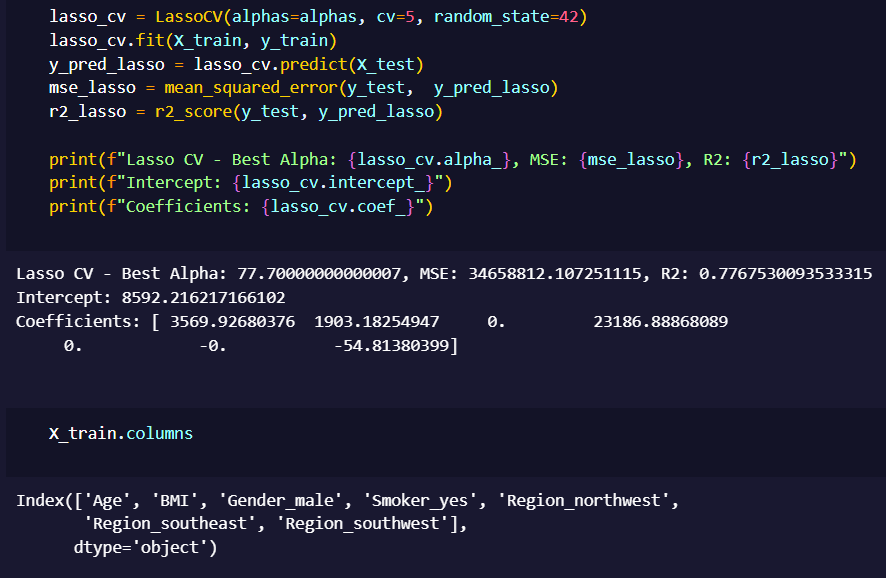 lasso_cv = LassoCV(alphas=alphas, cv=5, random_state=42)
lasso_cv.fit(X_train, y_train)
y_pred_lasso = lasso_cv.predict(X_test)
mse_lasso = mean_squared_error(y_test,  y_pred_lasso)
r2_lasso = r2_score(y_test, y_pred_lasso)
print(f"Lasso CV - Best Alpha: {lasso_cv.alpha_}, MSE: {mse_lasso}, R2: {r2_lasso}")
print(f"Intercept: {lasso_cv.intercept_}")
print(f"Coefficients: {lasso_cv.coef_}")
Lasso CV - Best Alpha: 77.70000000000007, MSE: 34658812.107251115, R2: 0.7767530093533315
Intercept: 8592.216217166102
Coefficients: [ 3569.92680376  1903.18254947     0.         23186.88868089
     0.            -0.           -54.81380399]
X_train.columns
Index(['Age', 'BMI', 'Gender_male', 'Smoker_yes', 'Region_northwest',
       'Region_southeast', 'Region_southwest'],
      dtype='object')